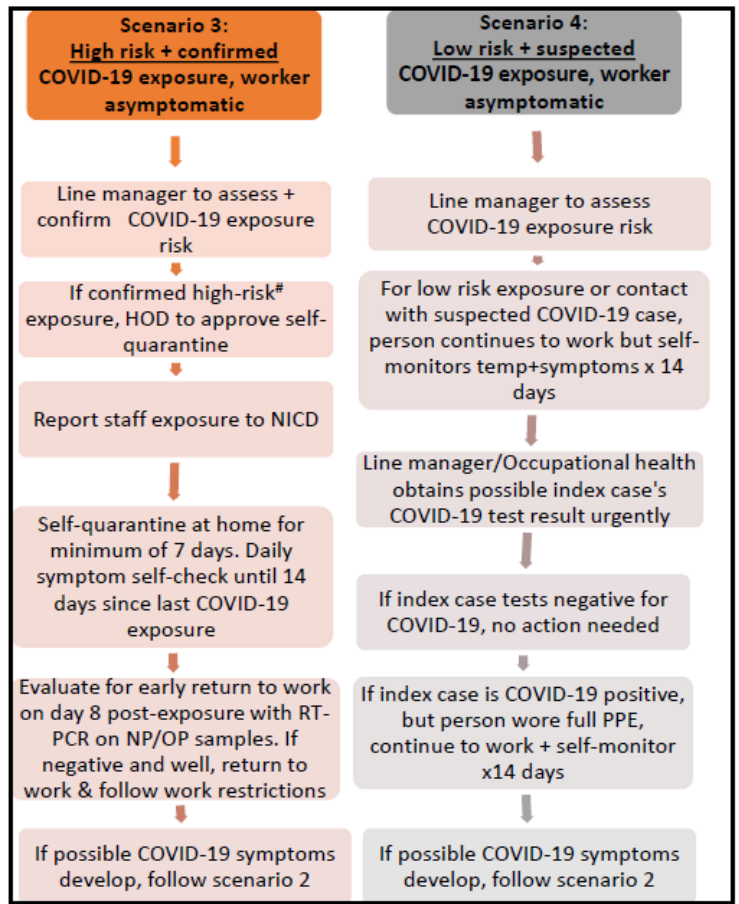 Scenario 3:
High risk + confirmed
COVID-19 exposure, worker
asymptomatic
Line manager to assess +
confirm COVID-19 exposure
risk
If confirmed high-risk#
exposure, HOD to approve self-
quarantine
Report staff exposure to NICD
Self-quarantine at home for
minimum of 7 days. Daily
symptom self-check until 14
days since last COVID-19
exposure
Evaluate for early return to work
on day 8 post-exposure with RT-
PCR on NP/OP samples. If
negative and well, return to
work & follow work restrictions
If possible COVID-19 symptoms
develop, follow scenario 2
Scenario 4:
Low risk + suspected
COVID-19 exposure, worker
asymptomatic
Line manager to assess
COVID-19 exposure risk
For low risk exposure or contact
with suspected COVID-19 case,
person continues to work but self-
monitors temp+symptoms x 14
days
Line manager/Occupational health
obtains possible index case's
COVID-19 test result urgently
If index case tests negative for
COVID-19, no action needed
If index case is COVID-19 positive,
but person wore full PPE,
continue to work + self-monitor
x14 days
If possible COVID-19 symptoms
develop, follow scenario 2